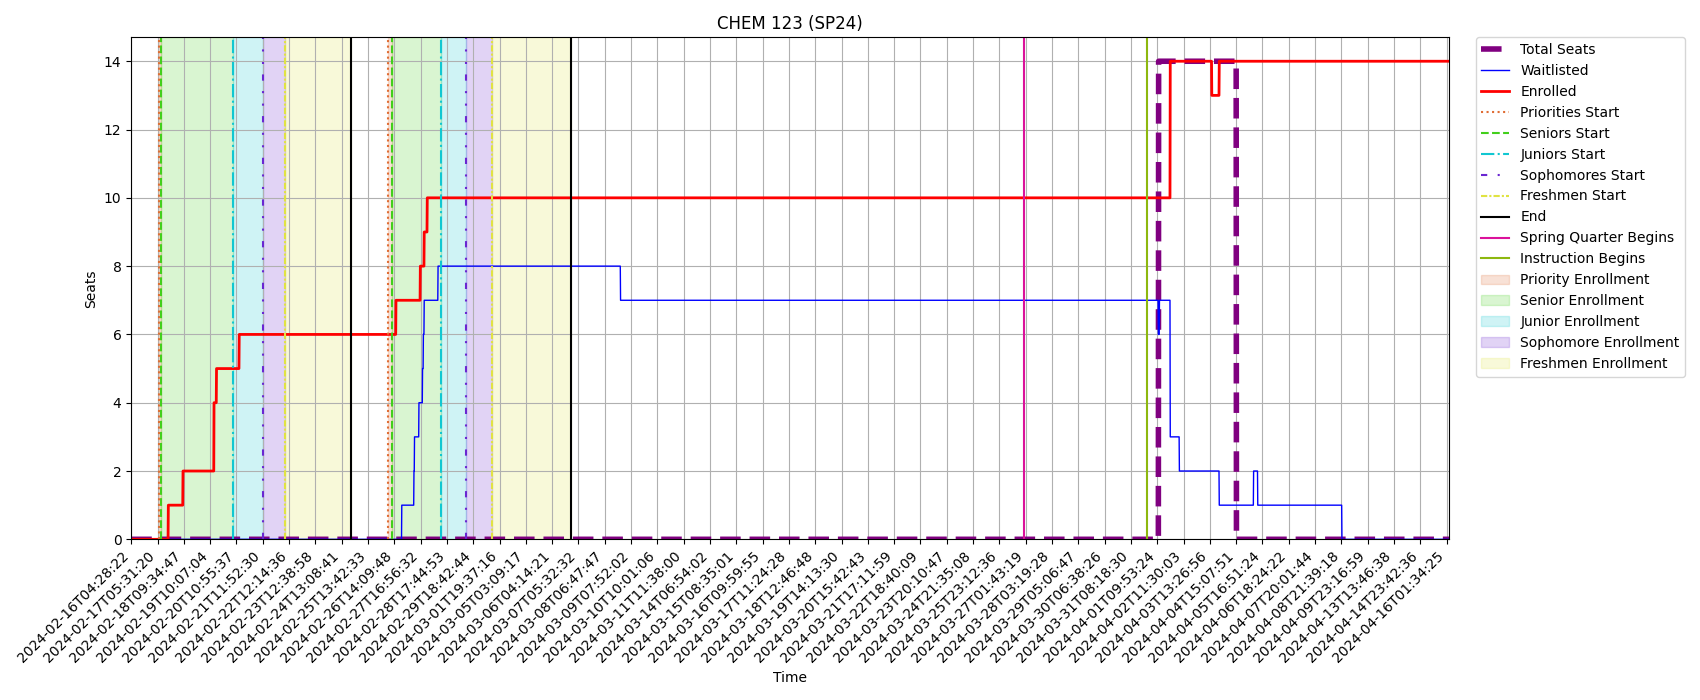 CHEM 123 (SP24)
Seats
14
12
10
8
6
4
2
0
2024-02-16T04:28:22
2024-02-17T05:31:20
2024-02-18T09:34:47
2024-02-19T10:07:04
2024-02-20T10:55:37
2024-02-21T11:52:30
2024-02-22T12:14:36
2024-02-23T12:38:58
2024-02-24T13:08:41
2024-02-25T13:42:33
2024-02-26T14:09:48
2024-02-27T16:56:32
2024-02-28T17:44:53
2024-02-29T18:42:44
2024-03-01T19:37:16
2024-03-05T03:09:17
2024-03-06T04:14:21
2024-03-07T05:32:32
2024-03-08T06:47:47
2024-03-09T07:52:02
2024-03-10T10:01:06
2024-03-11T11:38:00
2024-03-14T06:54:02
2024-03-15T08:35:01
2024-03-16T09:59:55
2024-03-17T11:24:28
2024-03-18T12:46:48
2024-03-19T14:13:30
2024-03-20T15:42:43
2024-03-21T17:11:59
2024-03-22T18:40:09
2024-03-23T20:10:47
2024-03-24T21:35:08
2024-03-25T23:12:36
2024-03-27T01:43:19
2024-03-28T03:19:28
2024-03-29T05:06:47
2024-03-30T06:38:26
2024-03-31T08:18:30
2024-04-01T09:53:24
2024-04-02T11:30:03
2024-04-03T13:26:56
2024-04-04T15:07:51
2024-04-05T16:51:24
2024-04-06T18:24:22
2024-04-07T20:01:44
2024-04-08T21:39:18
2024-04-09T23:16:59
2024-04-13T13:46:38
2024-04-14T23:42:36
2024-04-16T01:34:25
Time
Total Seats
Waitlisted
Enrolled
Priorities Start
Seniors Start
Juniors Start
Sophomores Start
Freshmen Start
End
Spring Quarter Begins
Instruction Begins
Priority Enrollment
Senior Enrollment
Junior Enrollment
Sophomore Enrollment
Freshmen Enrollment